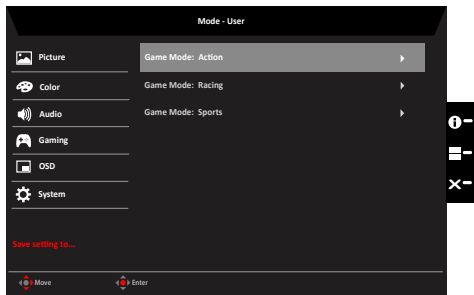 Mode - User
Picture
Color
Audio
Gaming
OSD
System
Game Mode: Action
Game Mode: Racing
Game Mode: Sports
Save setting to...
Move
Enter